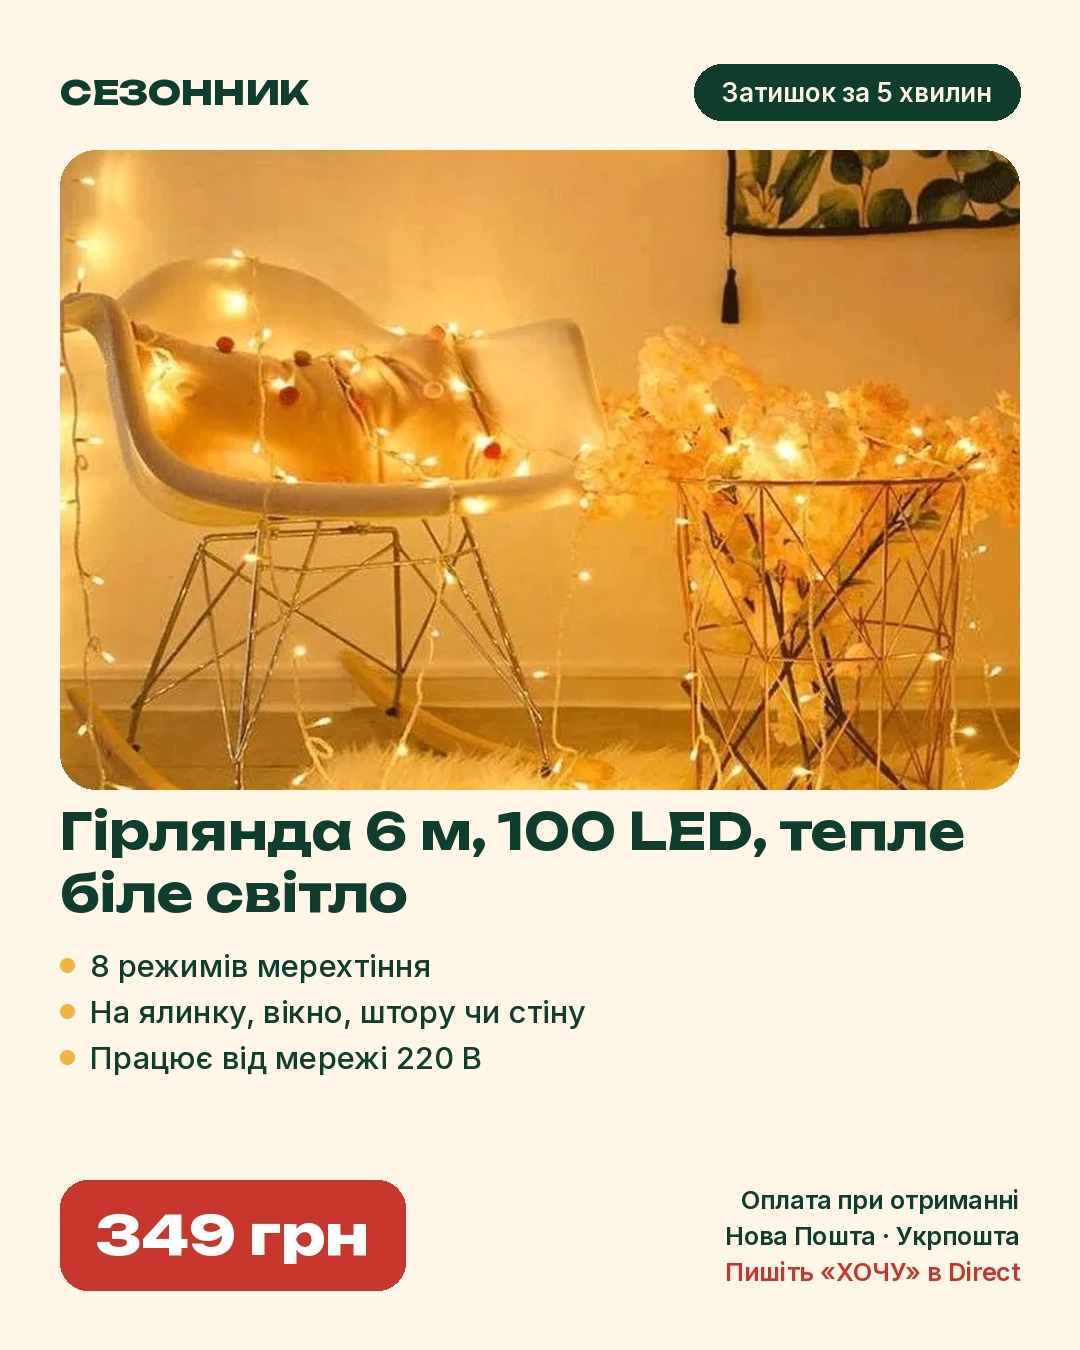 СЕЗОННИК
Затишок за 5 хвилин
Гірлянда 6 м, 100 LED, тепле
біле світло
8 режимів мерехтіння
На ялинку, вікно, штору чи стіну
Працює від мережі 220 В
349 грн
Оплата при отриманні
Нова Пошта · Укрпошта
Пишіть «ХОЧУ» в Direct